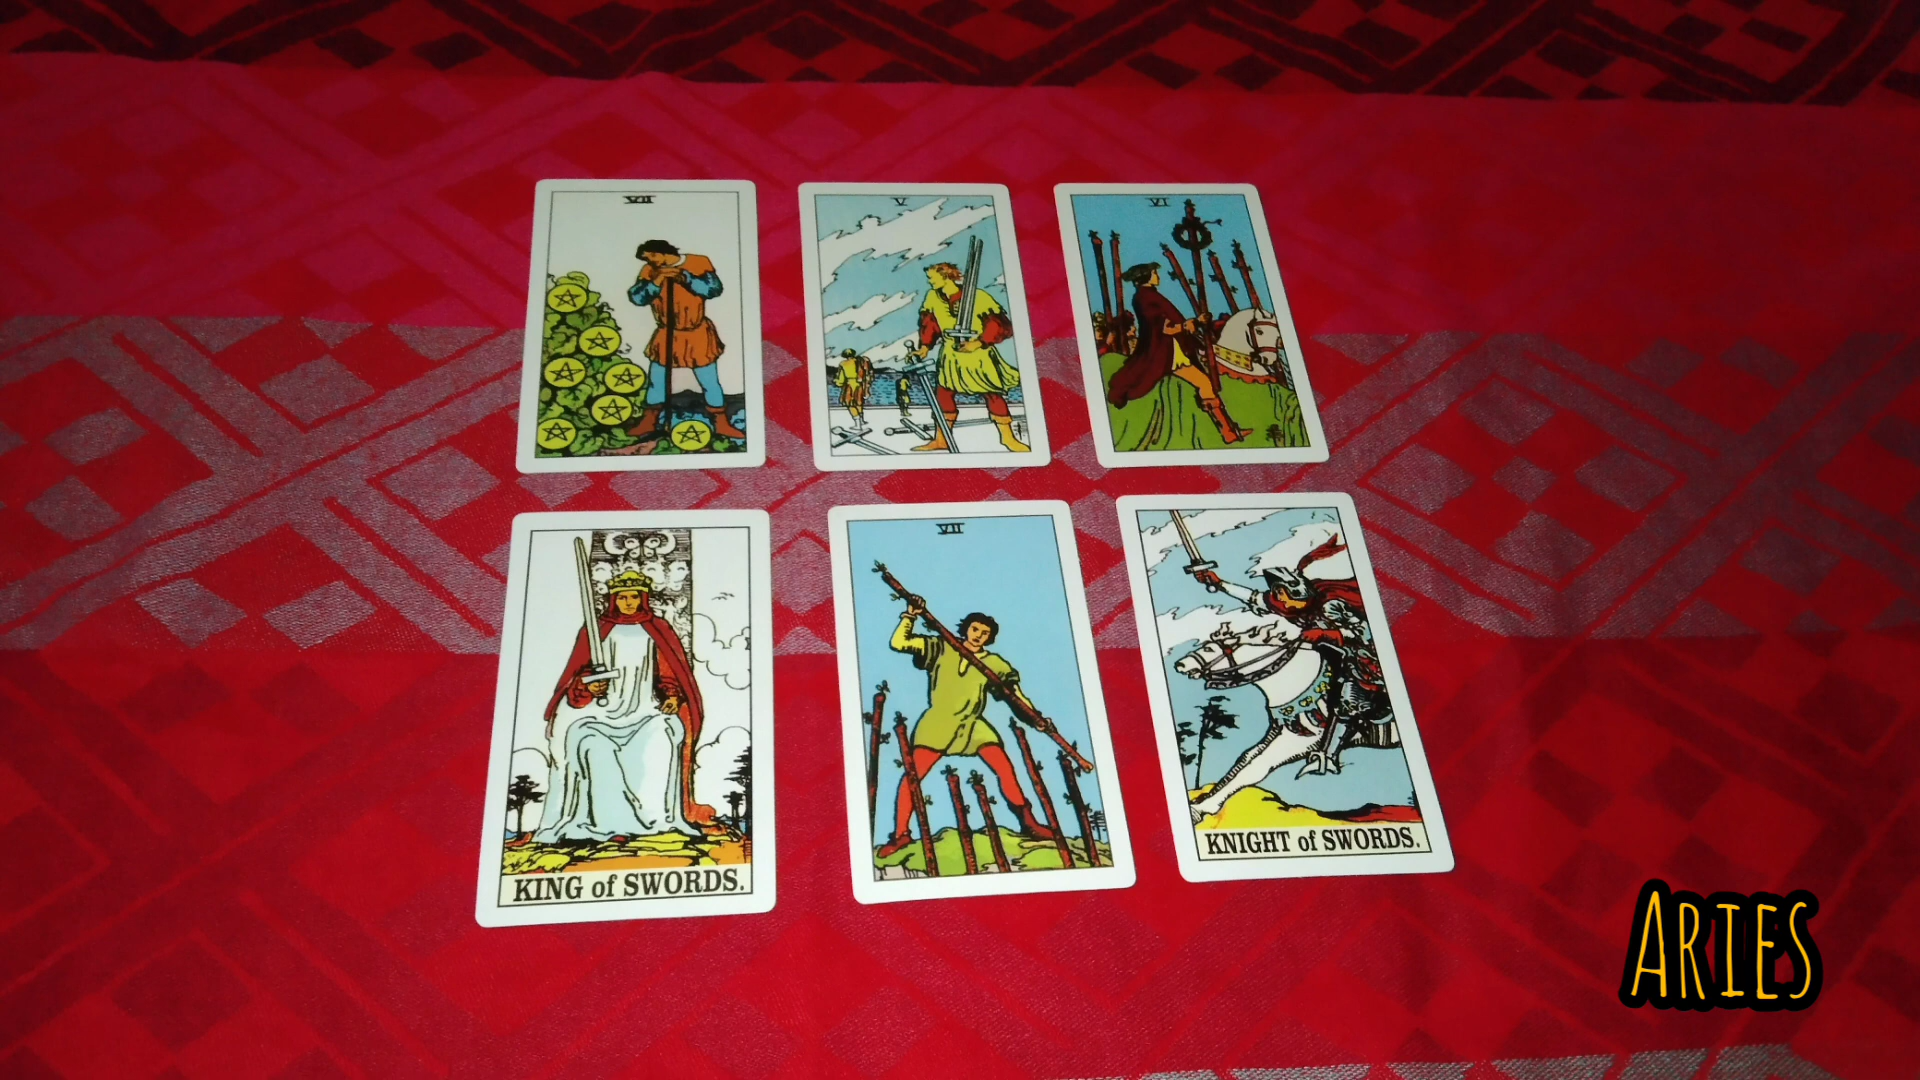 VII
V
VI
KING of SWORDS.
VII
KNIGHT of SWORDS.
ARIES